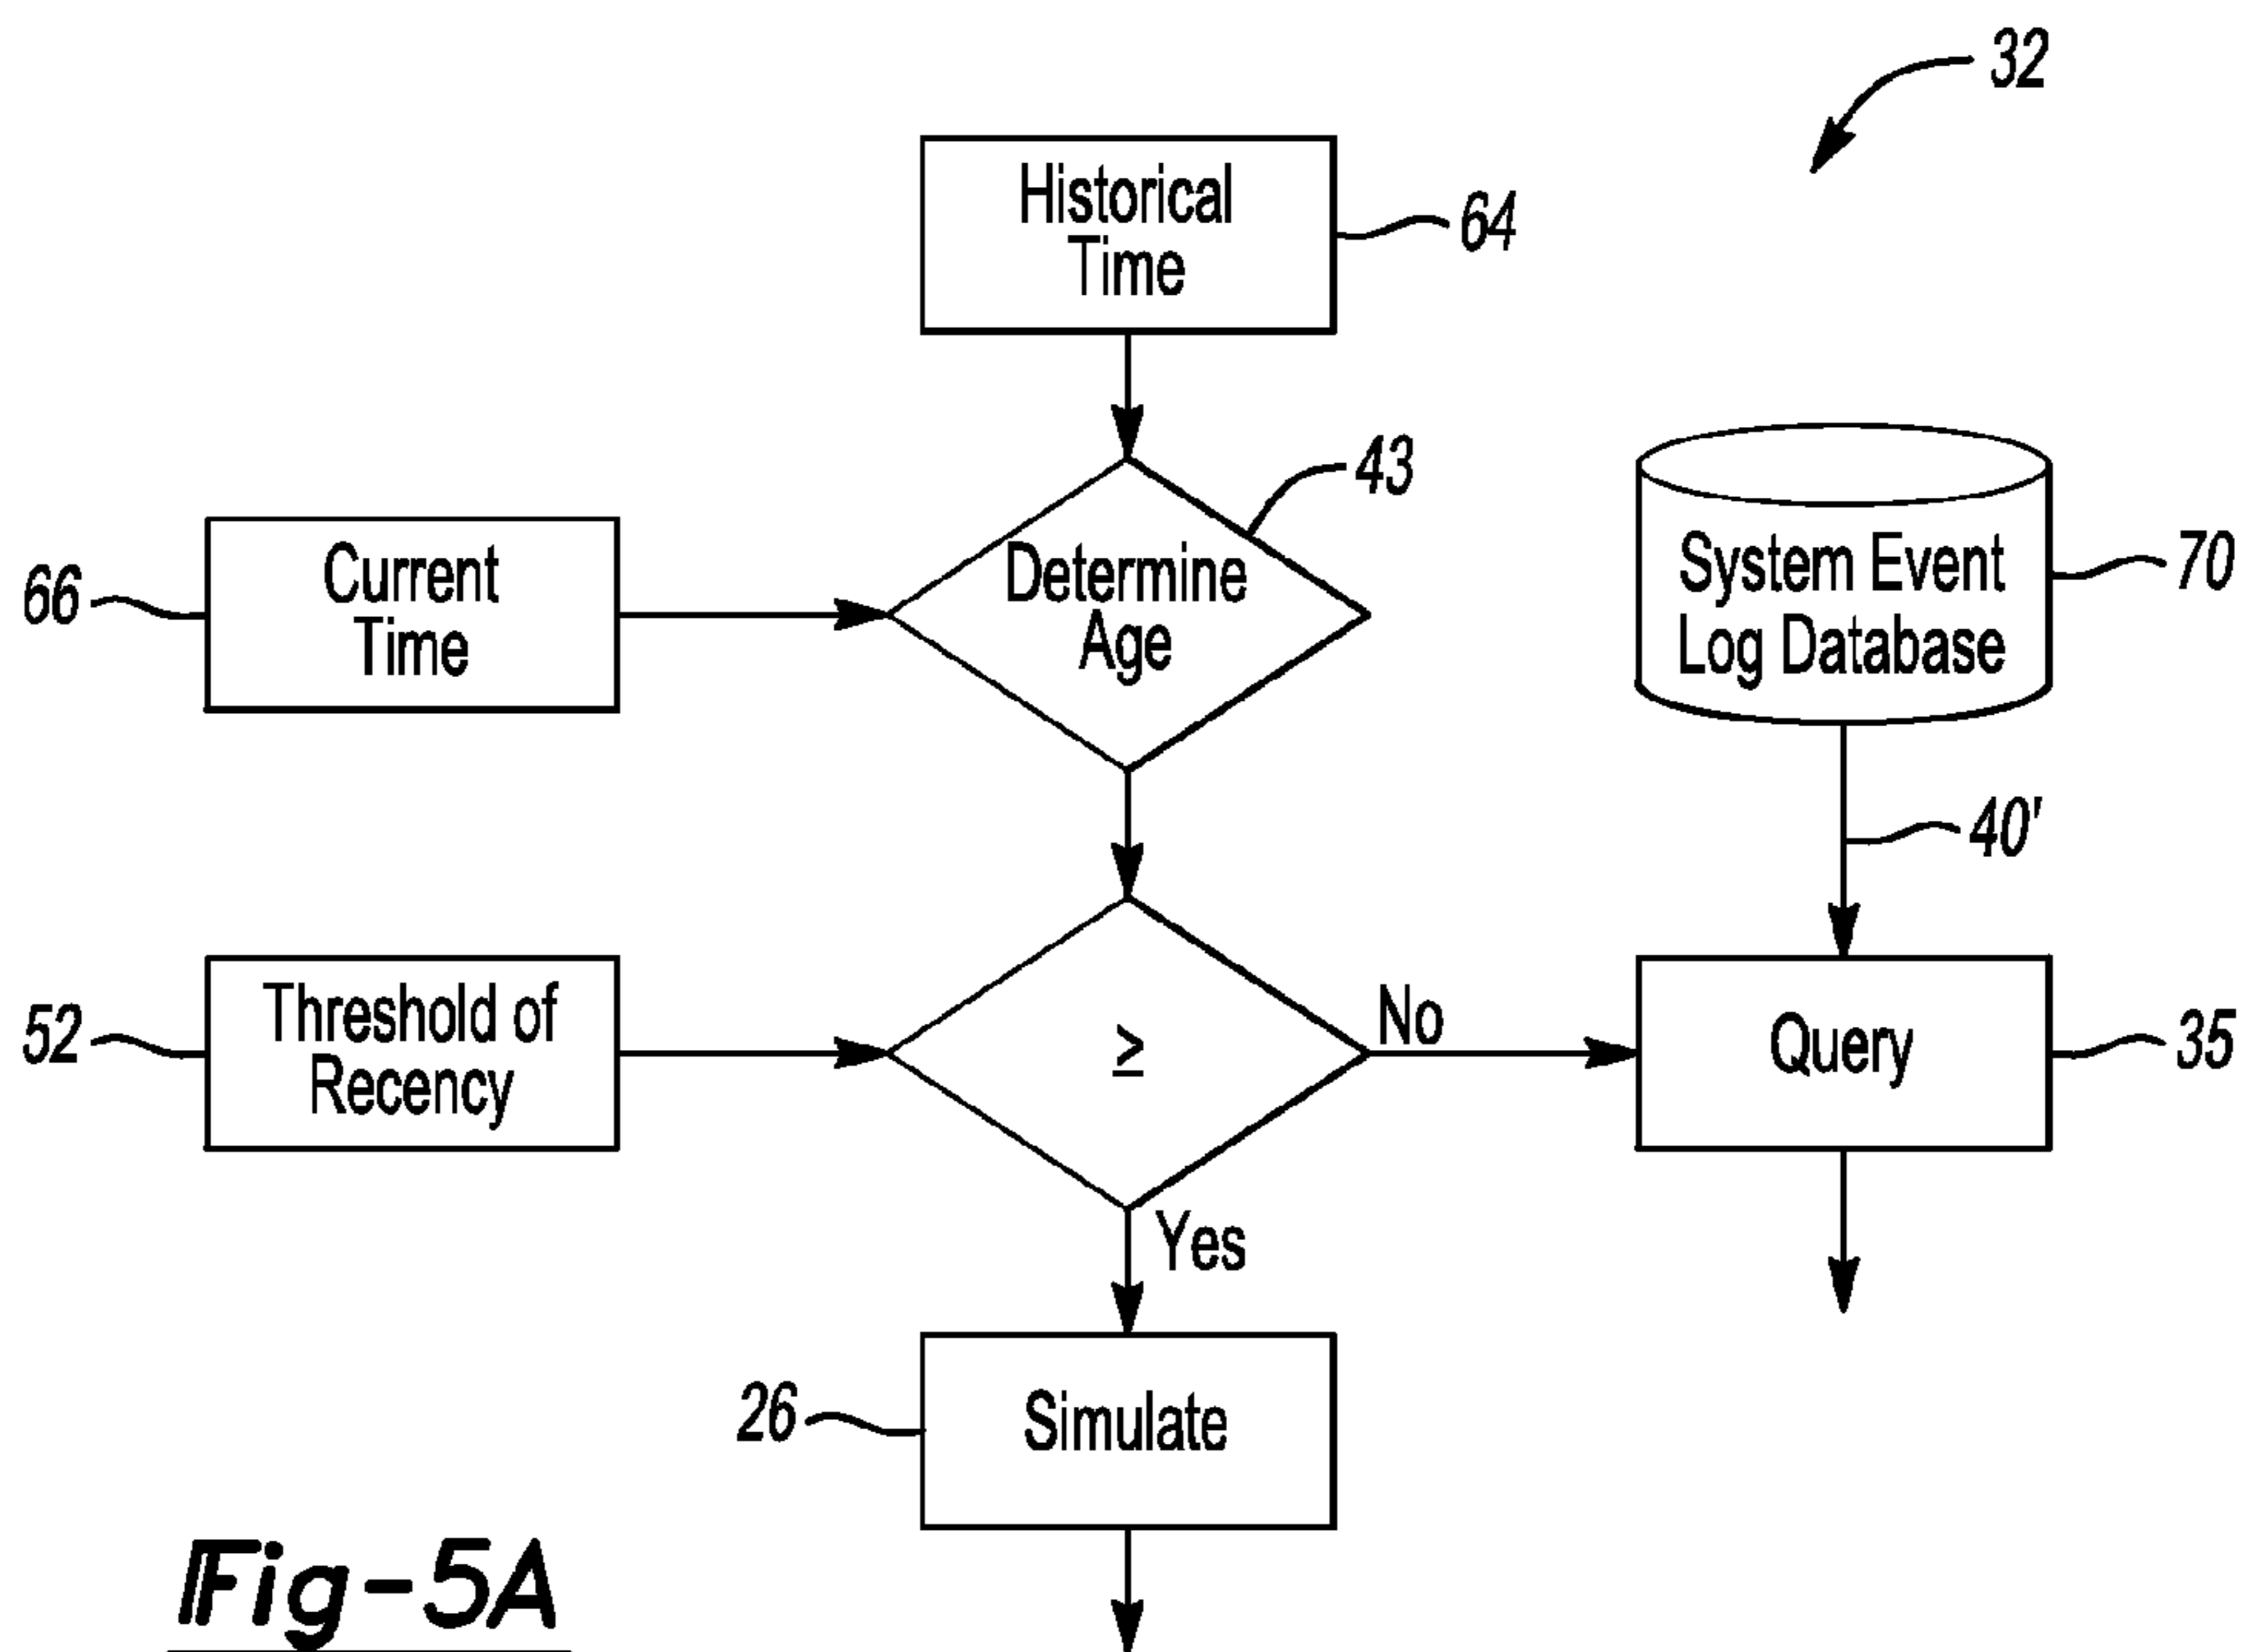 32
Historical
Time
64
43
Current
Time
66
Determine
Age
System Event
Log Database
70
40'
Threshold of
Recency
52
≥
No
Query
35
Yes
Simulate
26
Fig-5A